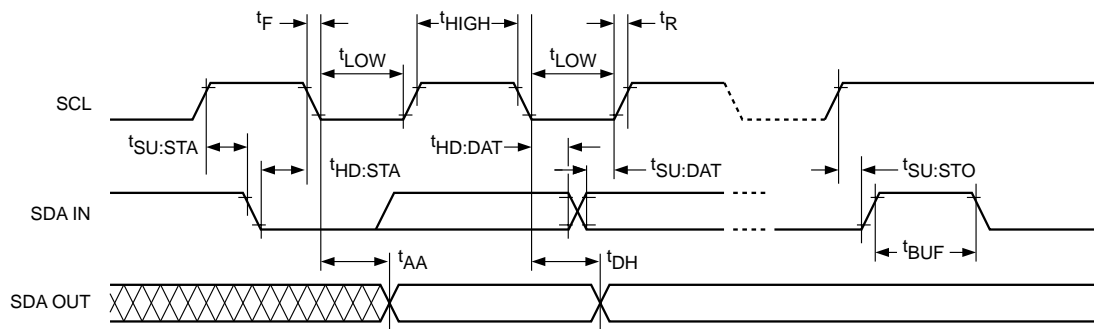 tF
tHIGH
tR
tLOW
tLOW
SCL
tSU:STA
tHD:STA
tHD:DAT
tSU:DAT
tSU:STO
SDA IN
tBUF
tAA
tDH
SDA OUT